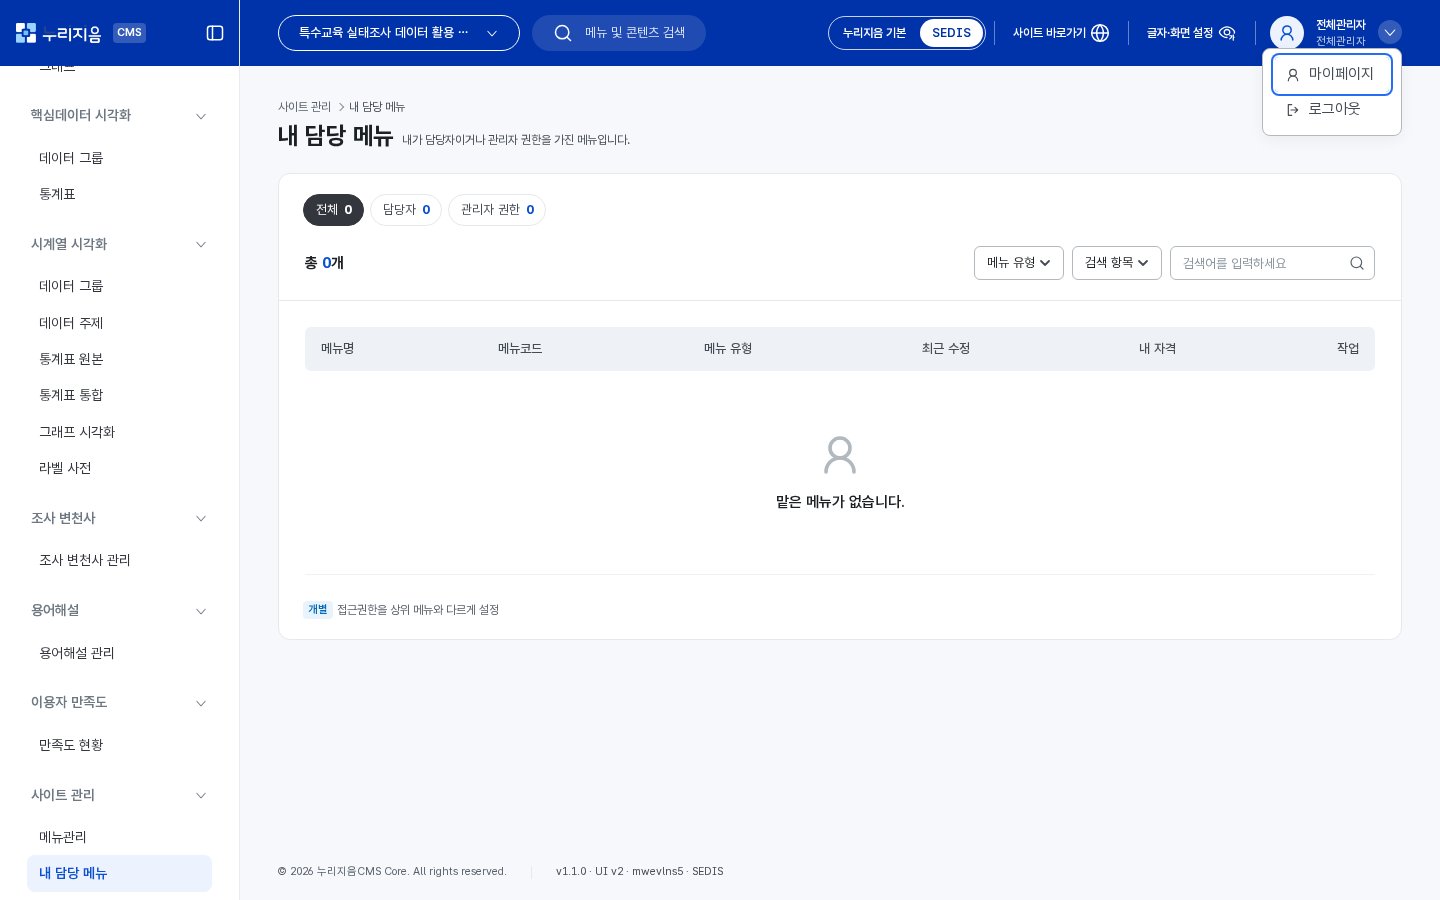 누리지음 CMS
특수교육 실태조사 데이터 활용 ···
메뉴 및 콘텐츠 검색
누리지음 기본 SEDIS
사이트 바로가기
글자·화면 설정
전체관리자
전체관리자
마이페이지
로그아웃
그래프
핵심데이터 시각화
데이터 그룹
통계표
시계열 시각화
데이터 그룹
데이터 주제
통계표 원본
통계표 통합
그래프 시각화
라벨 사전
조사 변천사
조사 변천사 관리
용어해설
용어해설 관리
이용자 만족도
만족도 현황
사이트 관리
메뉴관리
내 담당 메뉴
사이트 관리 > 내 담당 메뉴
내 담당 메뉴 내가 담당자이거나 관리자 권한을 가진 메뉴입니다.
전체 0 담당자 0 관리자 권한 0
총 0개
메뉴 유형 검색 항목 검색어를 입력하세요
메뉴명 메뉴코드 메뉴 유형 최근 수정 내 자격 작업
맡은 메뉴가 없습니다.
개별 접근권한을 상위 메뉴와 다르게 설정
© 2026 누리지음CMS Core. All rights reserved. v1.1.0 · UI v2 · mwevlns5 · SEDIS